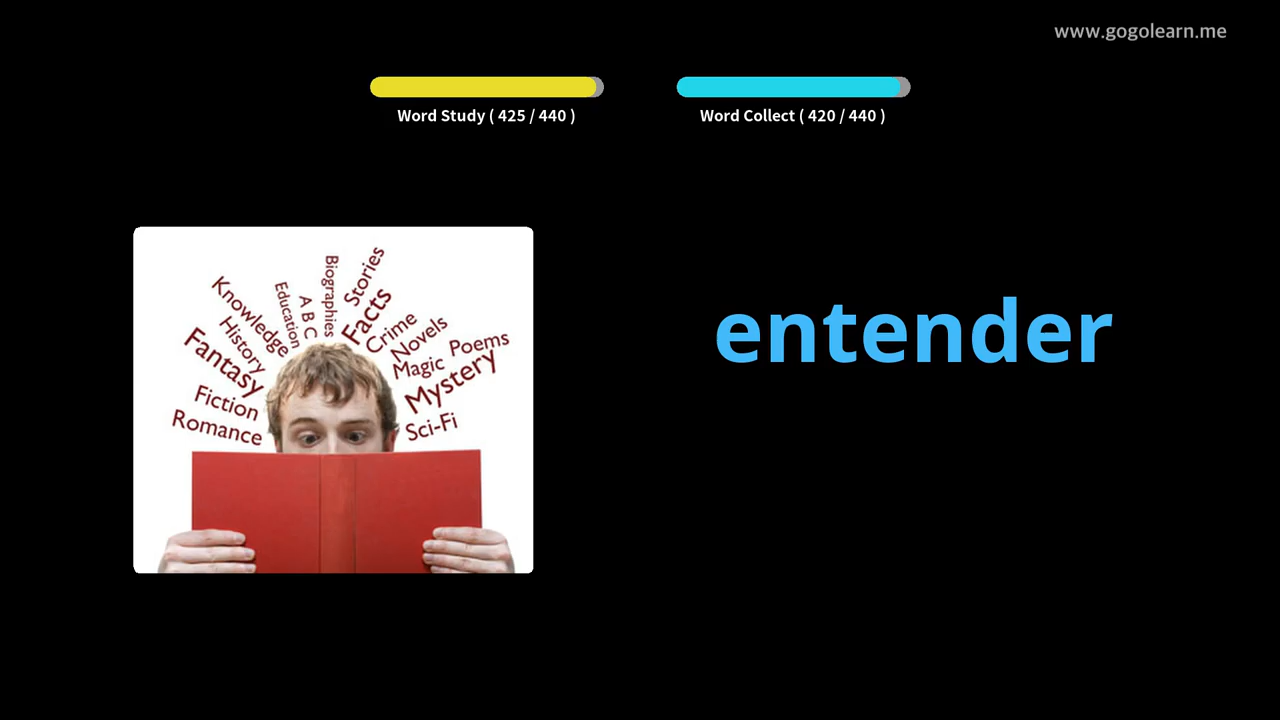 www.gogolearn.me
Word Study ( 425 / 440 )
Word Collect ( 420 / 440 )
entender
Romance
Fiction
Fantasy
History
Knowledge
Education
A B C
Biographies
Stories
Facts
Crime
Novels
Magic
Poems
Mystery
Sci-Fi